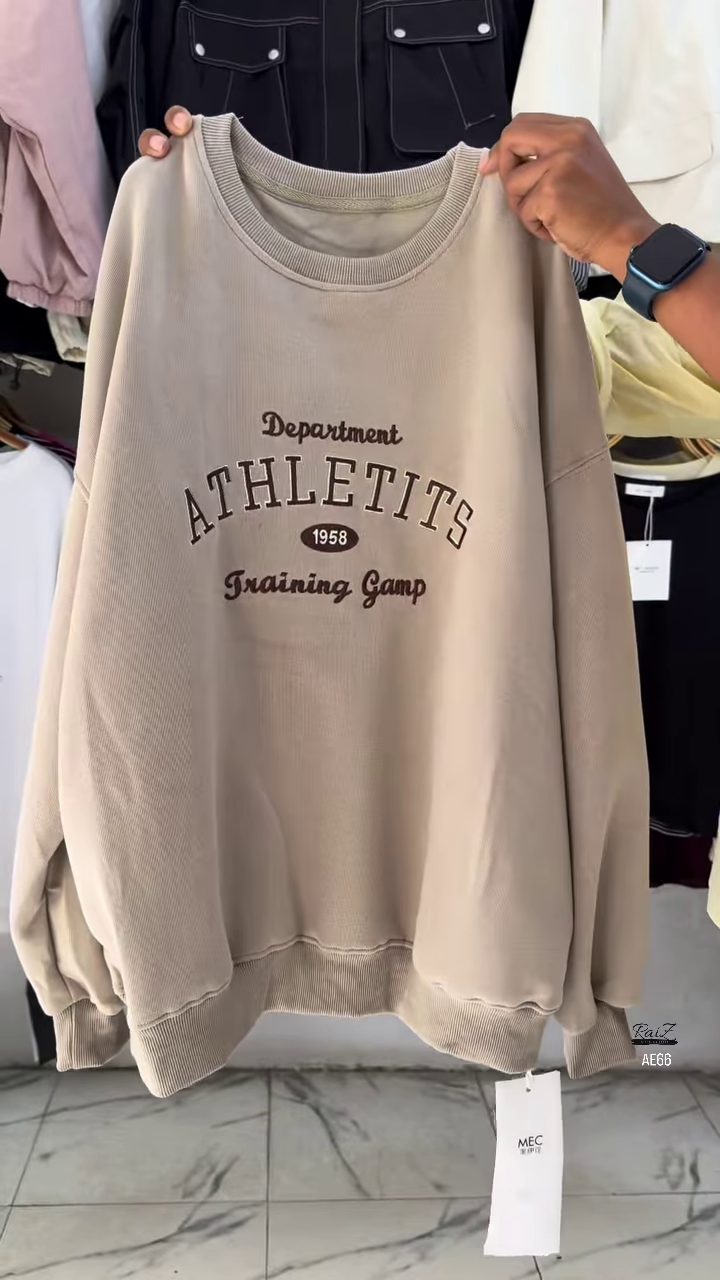 Department
ATHLETITS
1958
Training Gamp
RaiZ
AE66
MEC